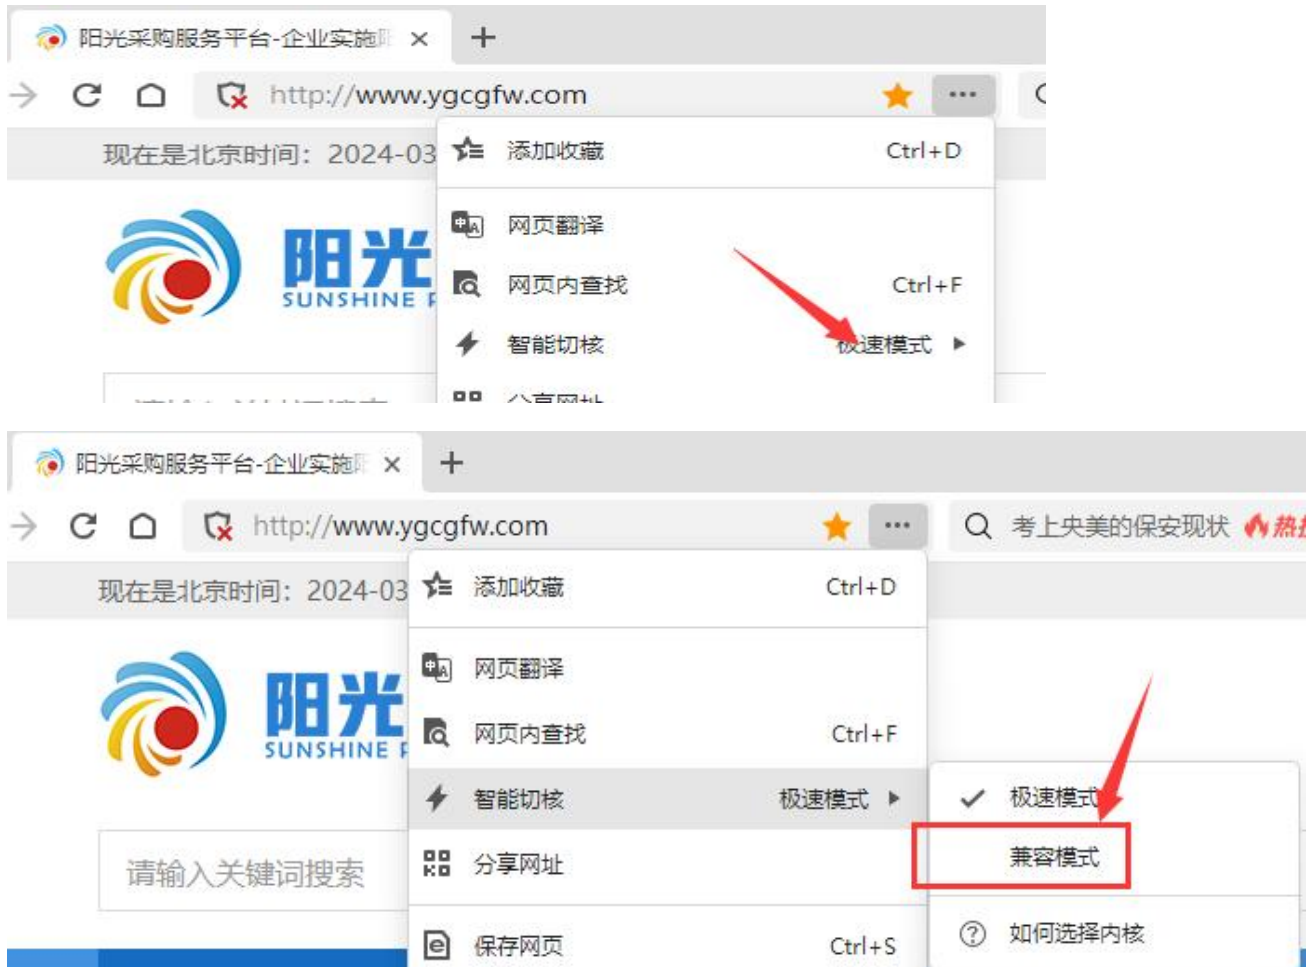 阳光采购服务平台-企业实施
http://www.ygcgfw.com
现在是北京时间：2024-03
添加收藏 Ctrl+D
网页翻译
阳光
SUNSHINE
网页内查找 Ctrl+F
智能切核 极速模式
阳光采购服务平台-企业实施
http://www.ygcgfw.com
考上央美的保安现状
现在是北京时间：2024-03
添加收藏 Ctrl+D
网页翻译
阳光
SUNSHINE
网页内查找 Ctrl+F
智能切核 极速模式
极速模式
兼容模式
请输入关键词搜索
分享网址
如何选择内核
保存网页 Ctrl+S